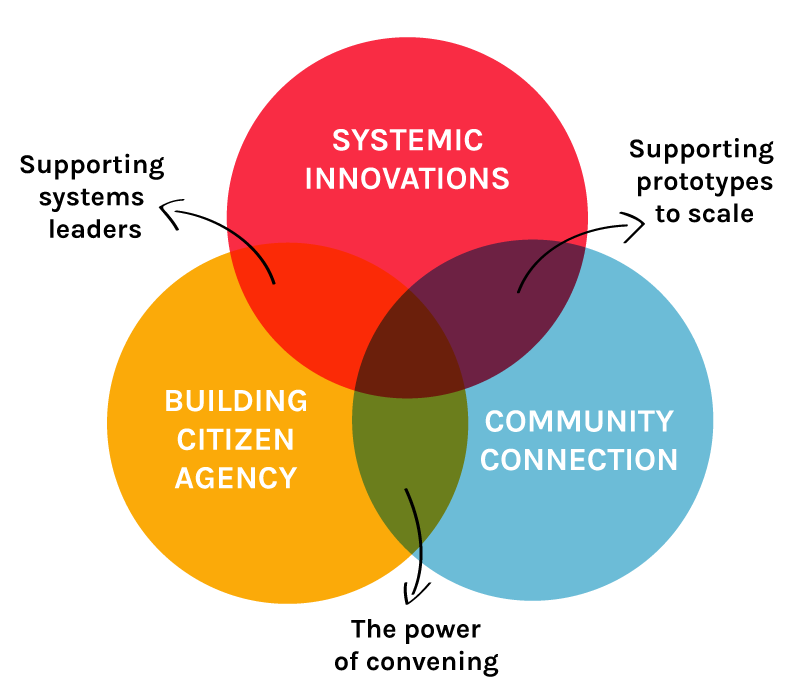 SYSTEMIC
INNOVATIONS
Supporting
systems
leaders
Supporting
prototypes
to scale
BUILDING
CITIZEN
AGENCY
COMMUNITY
CONNECTION
The power
of convening